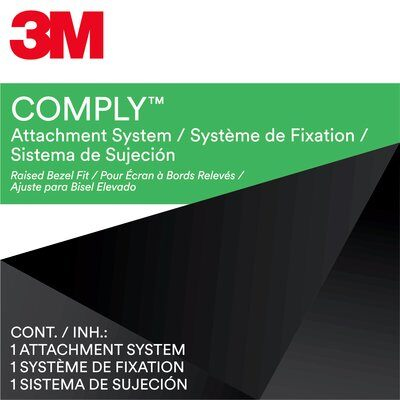 3M
COMPLY™
Attachment System / Système de Fixation /
Sistema de Sujeción
Raised Bezel Fit / Pour Écran à Bords Relevés /
Ajuste para Bisel Elevado
CONT. / INH.:
1 ATTACHMENT SYSTEM
1 SYSTÈME DE FIXATION
1 SISTEMA DE SUJECIÓN